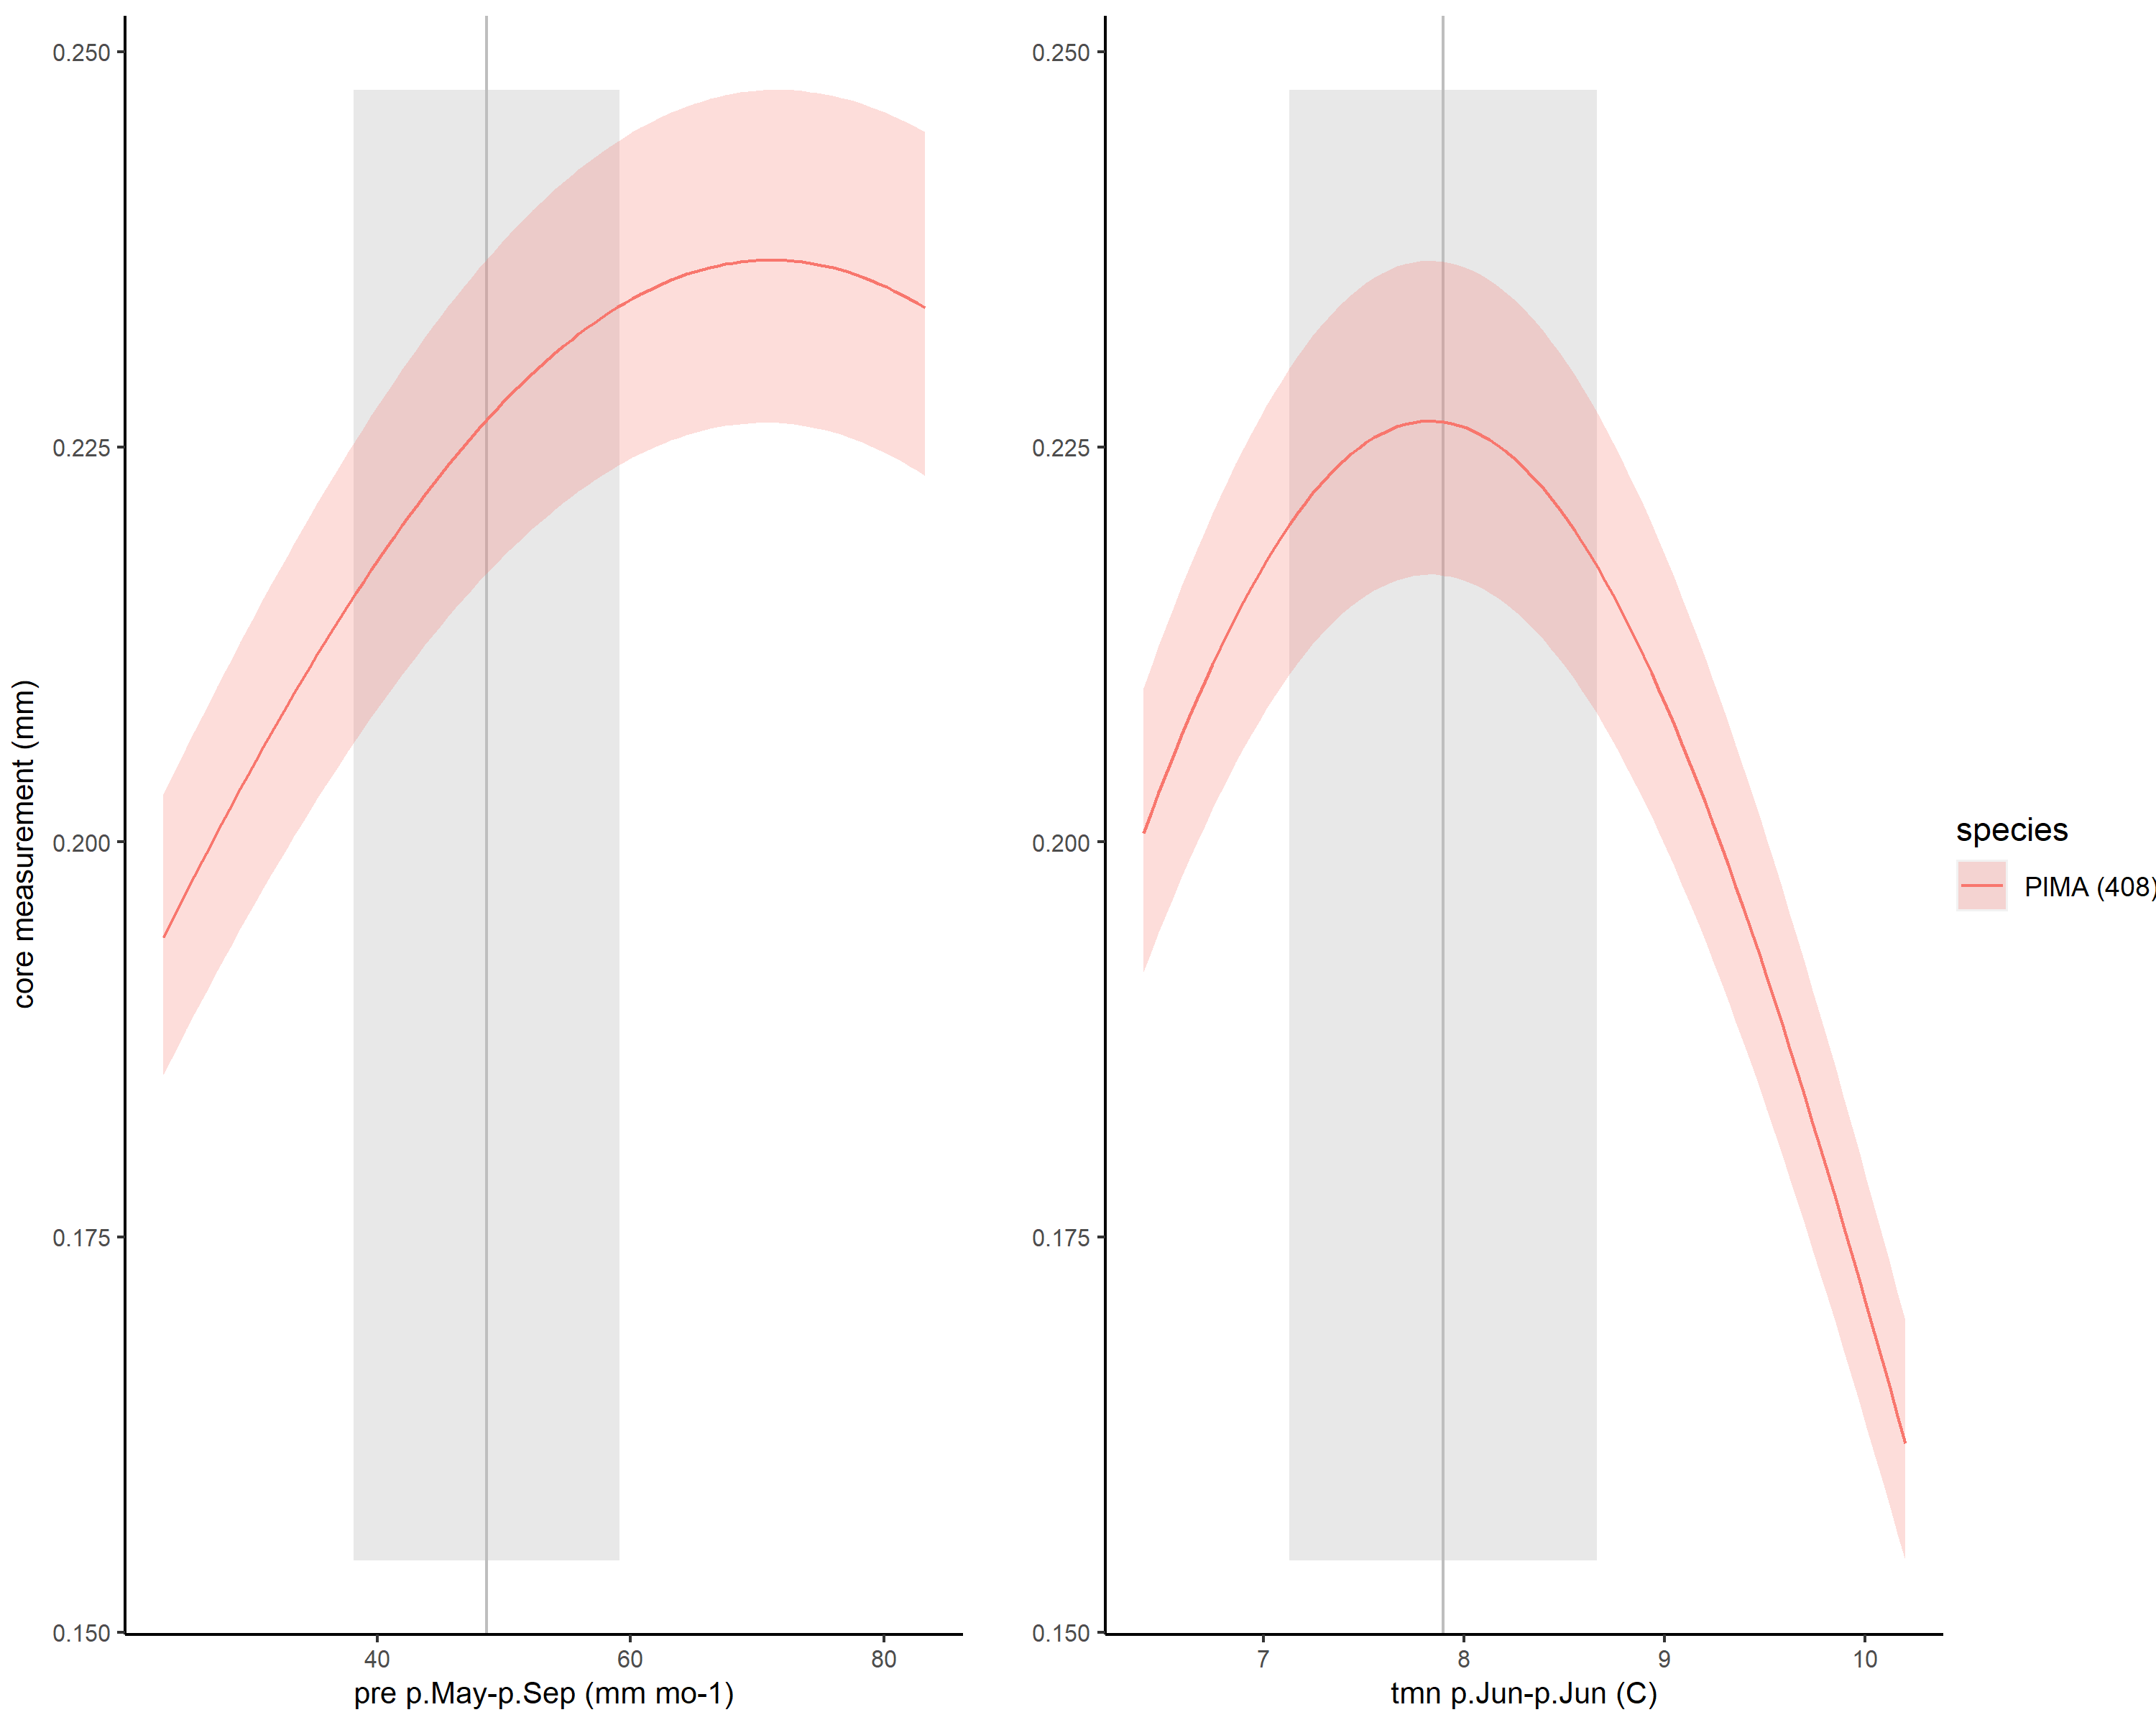 core measurement (mm)
0.250
0.225
0.200
0.175
0.150
40 60 80
pre p.May-p.Sep (mm mo-1)
0.250
0.225
0.200
0.175
0.150
7 8 9 10
tmn p.Jun-p.Jun (C)
species
PIMA (408)